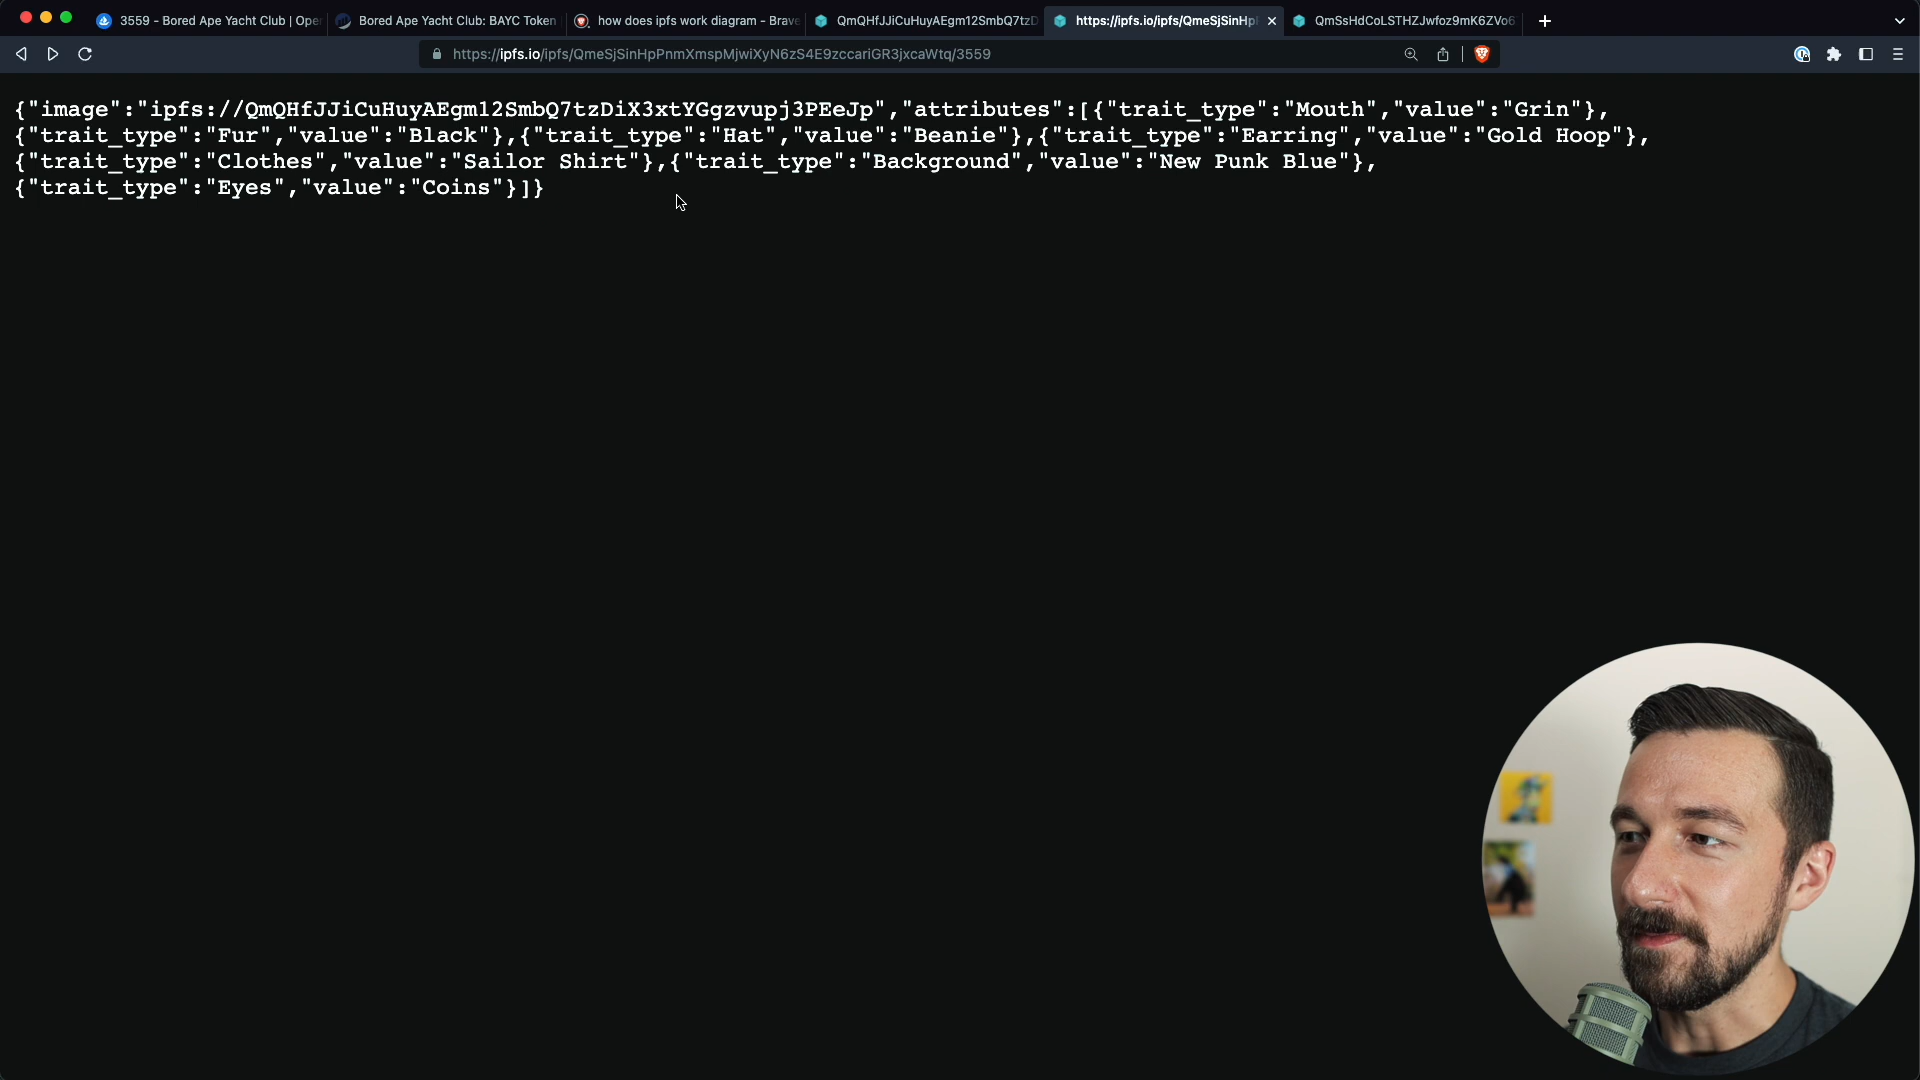 3559 - Bored Ape Yacht Club | Oper
Bored Ape Yacht Club: BAYC Token
how does ipfs work diagram - Brave
QmQHfJJiCuHuyAEgm12SmbQ7tzD
https://ipfs.io/ipfs/QmeSjSinHpP
QmSsHdCoLSTHZJwfoz9mK6ZVo6
https://ipfs.io/ipfs/QmeSjSinHpPnmXmspMjwiXyN6zS4E9zccariGR3jxcaWtq/3559
{"image":"ipfs://QmQHfJJiCuHuyAEgm12SmbQ7tzDiX3xtYGgzvupj3PEeJp","attributes":[{"trait_type":"Mouth","value":"Grin"},
{"trait_type":"Fur","value":"Black"},{"trait_type":"Hat","value":"Beanie"},{"trait_type":"Earring","value":"Gold Hoop"},
{"trait_type":"Clothes","value":"Sailor Shirt"},{"trait_type":"Background","value":"New Punk Blue"},
{"trait_type":"Eyes","value":"Coins"}]}